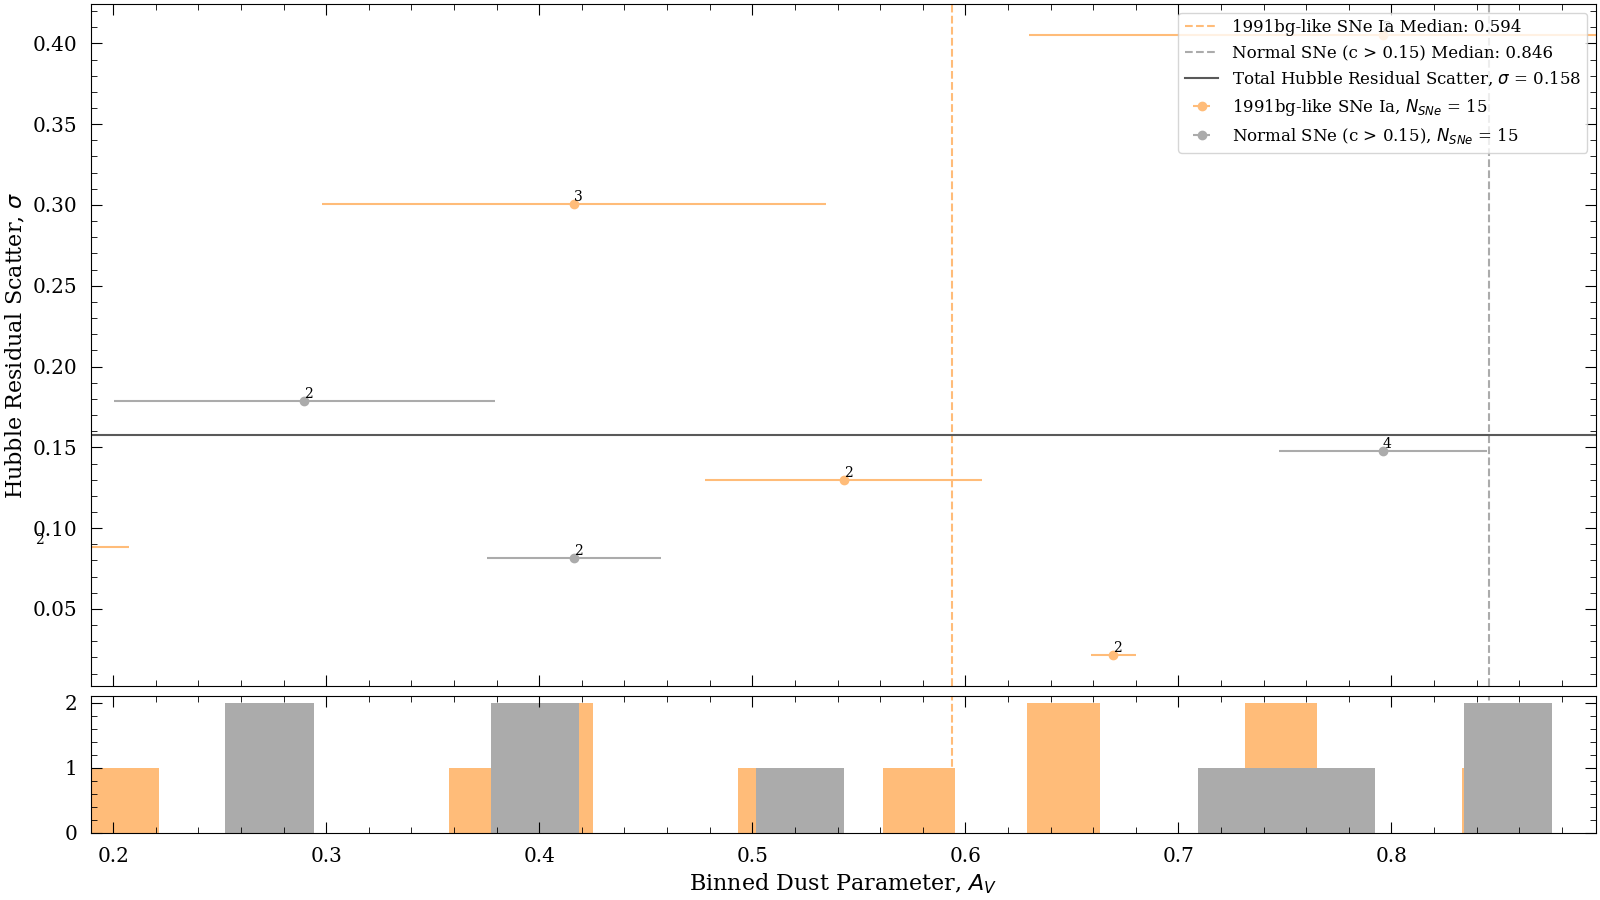 1991bg-like SNe Ia Median: 0.594
Normal SNe (c > 0.15) Median: 0.846
Total Hubble Residual Scatter, σ = 0.158
1991bg-like SNe Ia, N_SNe = 15
Normal SNe (c > 0.15), N_SNe = 15
Hubble Residual Scatter, σ
0.40
0.35
0.30
0.25
0.20
0.15
0.10
0.05
3
2
4
2
2
2
2
2
1
0
0.2 0.3 0.4 0.5 0.6 0.7 0.8
Binned Dust Parameter, A_V